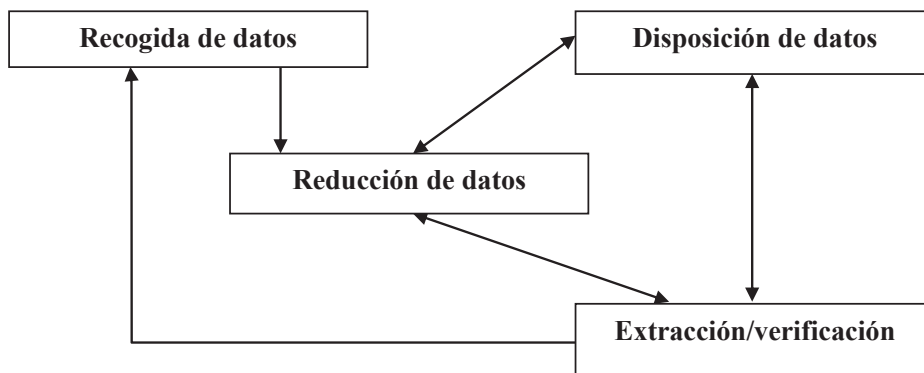 Recogida de datos
Disposición de datos
Reducción de datos
Extracción/verificación